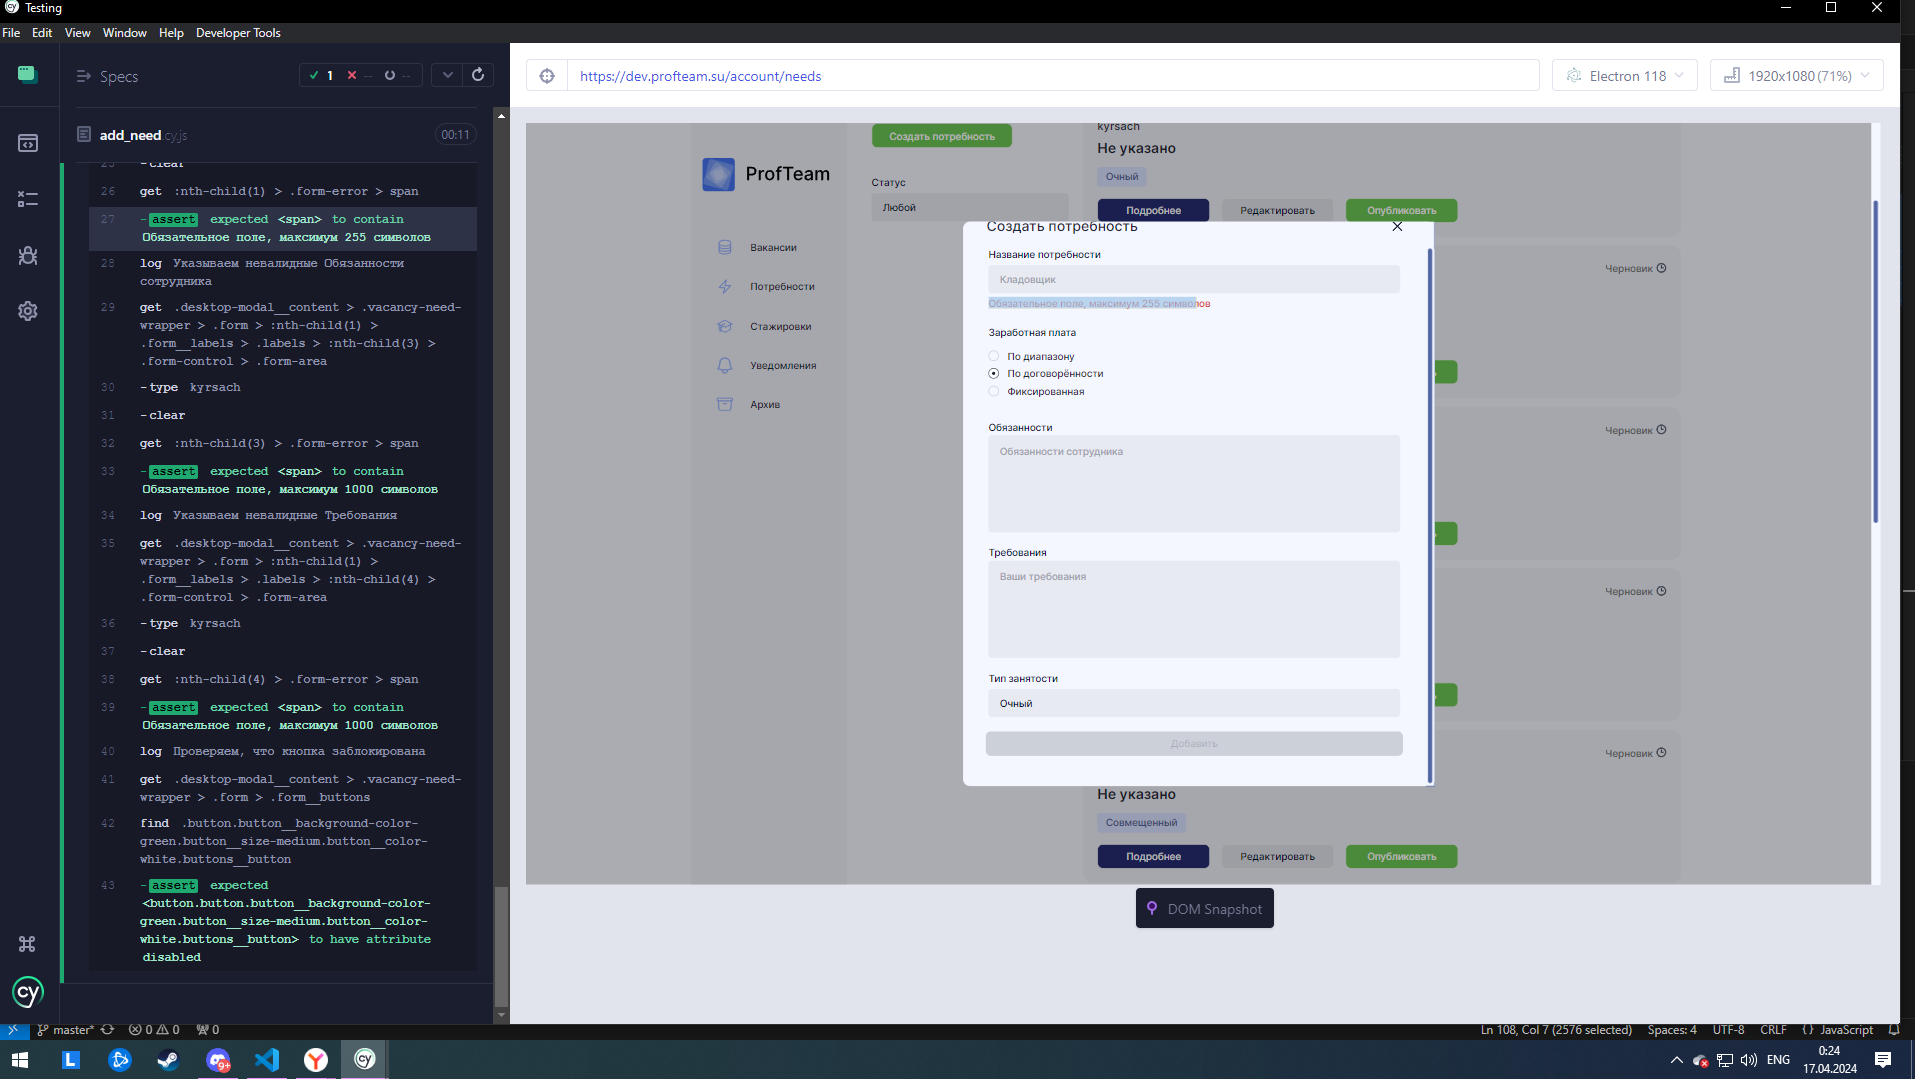 Testing
File Edit View Window Help Developer Tools
Specs
1 -- --
add_need cy.js 00:11
25 -clear
26 get :nth-child(1) > .form-error > span
27 -assert expected <span> to contain
Обязательное поле, максимум 255 символов
28 log Указываем невалидные Обязанности
сотрудника
29 get .desktop-modal__content > .vacancy-need-
wrapper > .form > :nth-child(1) >
.form__labels > .labels > :nth-child(3) >
.form-control > .form-area
30 -type kyrsach
31 -clear
32 get :nth-child(3) > .form-error > span
33 -assert expected <span> to contain
Обязательное поле, максимум 1000 символов
34 log Указываем невалидные Требования
35 get .desktop-modal__content > .vacancy-need-
wrapper > .form > :nth-child(1) >
.form__labels > .labels > :nth-child(4) >
.form-control > .form-area
36 -type kyrsach
37 -clear
38 get :nth-child(4) > .form-error > span
39 -assert expected <span> to contain
Обязательное поле, максимум 1000 символов
40 log Проверяем, что кнопка заблокирована
41 get .desktop-modal__content > .vacancy-need-
wrapper > .form > .form__buttons
42 find .button.button__background-color-
green.button__size-medium.button__color-
white.buttons__button
43 -assert expected
<button.button.button__background-color-
green.button__size-medium.button__color-
white.buttons__button> to have attribute
disabled
cy
https://dev.profteam.su/account/needs
Electron 118
1920x1080 (71%)
ProfTeam
Вакансии
Потребности
Стажировки
Уведомления
Архив
Создать потребность
Статус
Любой
kyrsach
Не указано
Очный
Подробнее Редактировать Опубликовать
Черновик
Черновик
Черновик
Черновик
Создать потребность
Название потребности
Кладовщик
Обязательное поле, максимум 255 символов
Заработная плата
По диапазону
По договорённости
Фиксированная
Обязанности
Обязанности сотрудника
Требования
Ваши требования
Тип занятости
Очный
Добавить
Не указано
Совмещенный
Подробнее Редактировать Опубликовать
DOM Snapshot
master* 0 0 0
Ln 108, Col 7 (2576 selected) Spaces: 4 UTF-8 CRLF {} JavaScript
L 9+ Y cy
ENG
0:24
17.04.2024